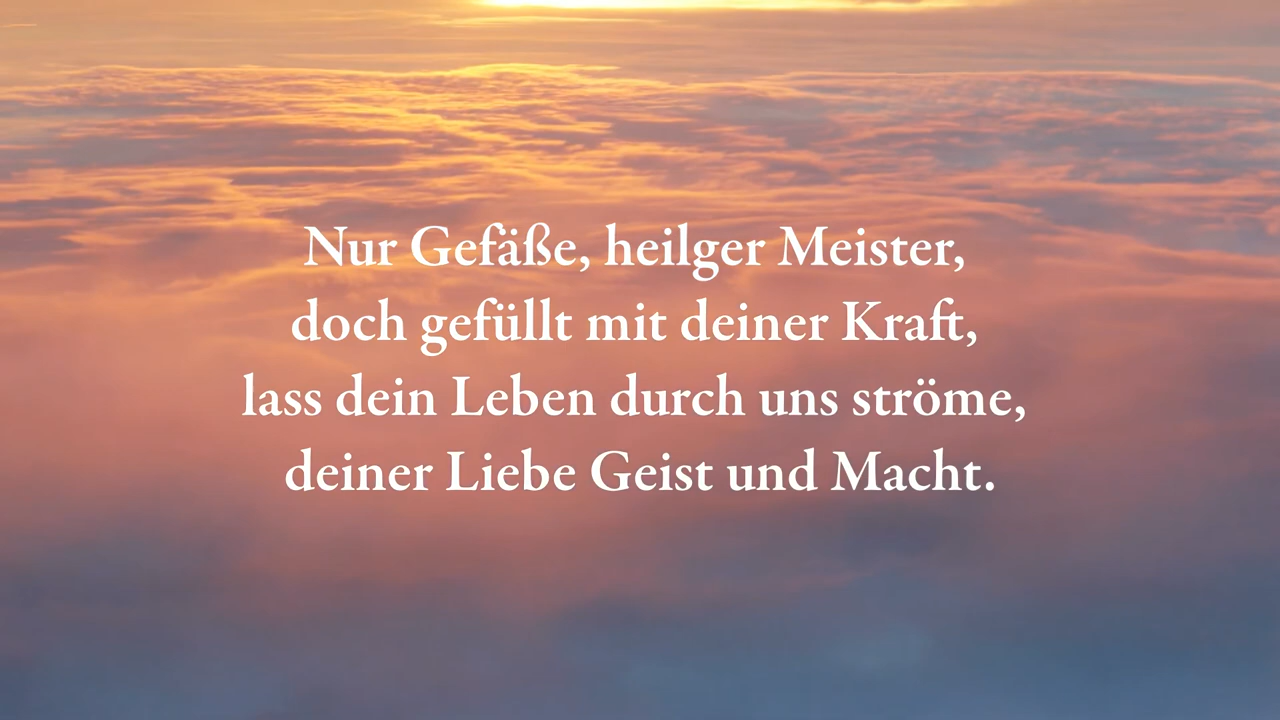 Nur Gefäße, heilger Meister,
doch gefüllt mit deiner Kraft,
lass dein Leben durch uns ströme,
deiner Liebe Geist und Macht.